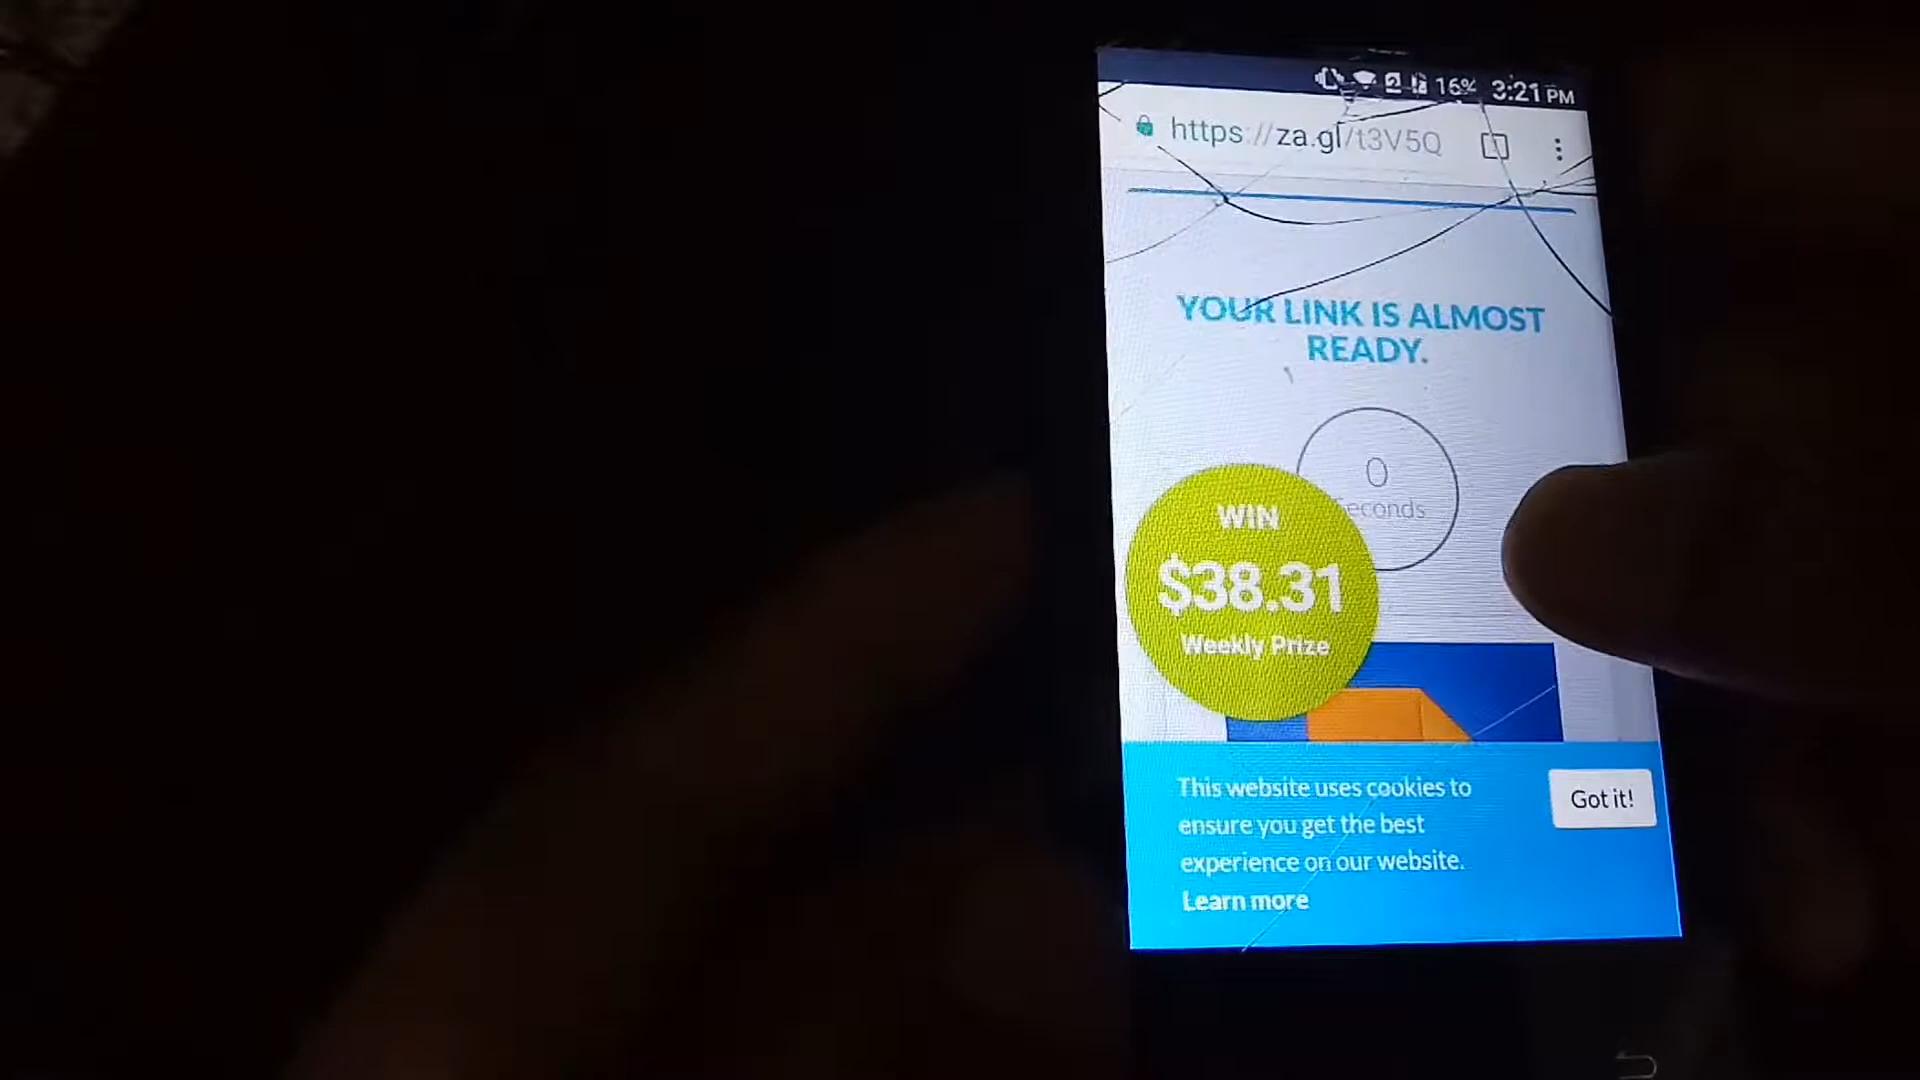 16% 3:21 PM
https://za.gl/t3V5Q
YOUR LINK IS ALMOST
READY.
0
Seconds
WIN
$38.31
Weekly Prize
This website uses cookies to
ensure you get the best
experience on our website.
Learn more
Got it!